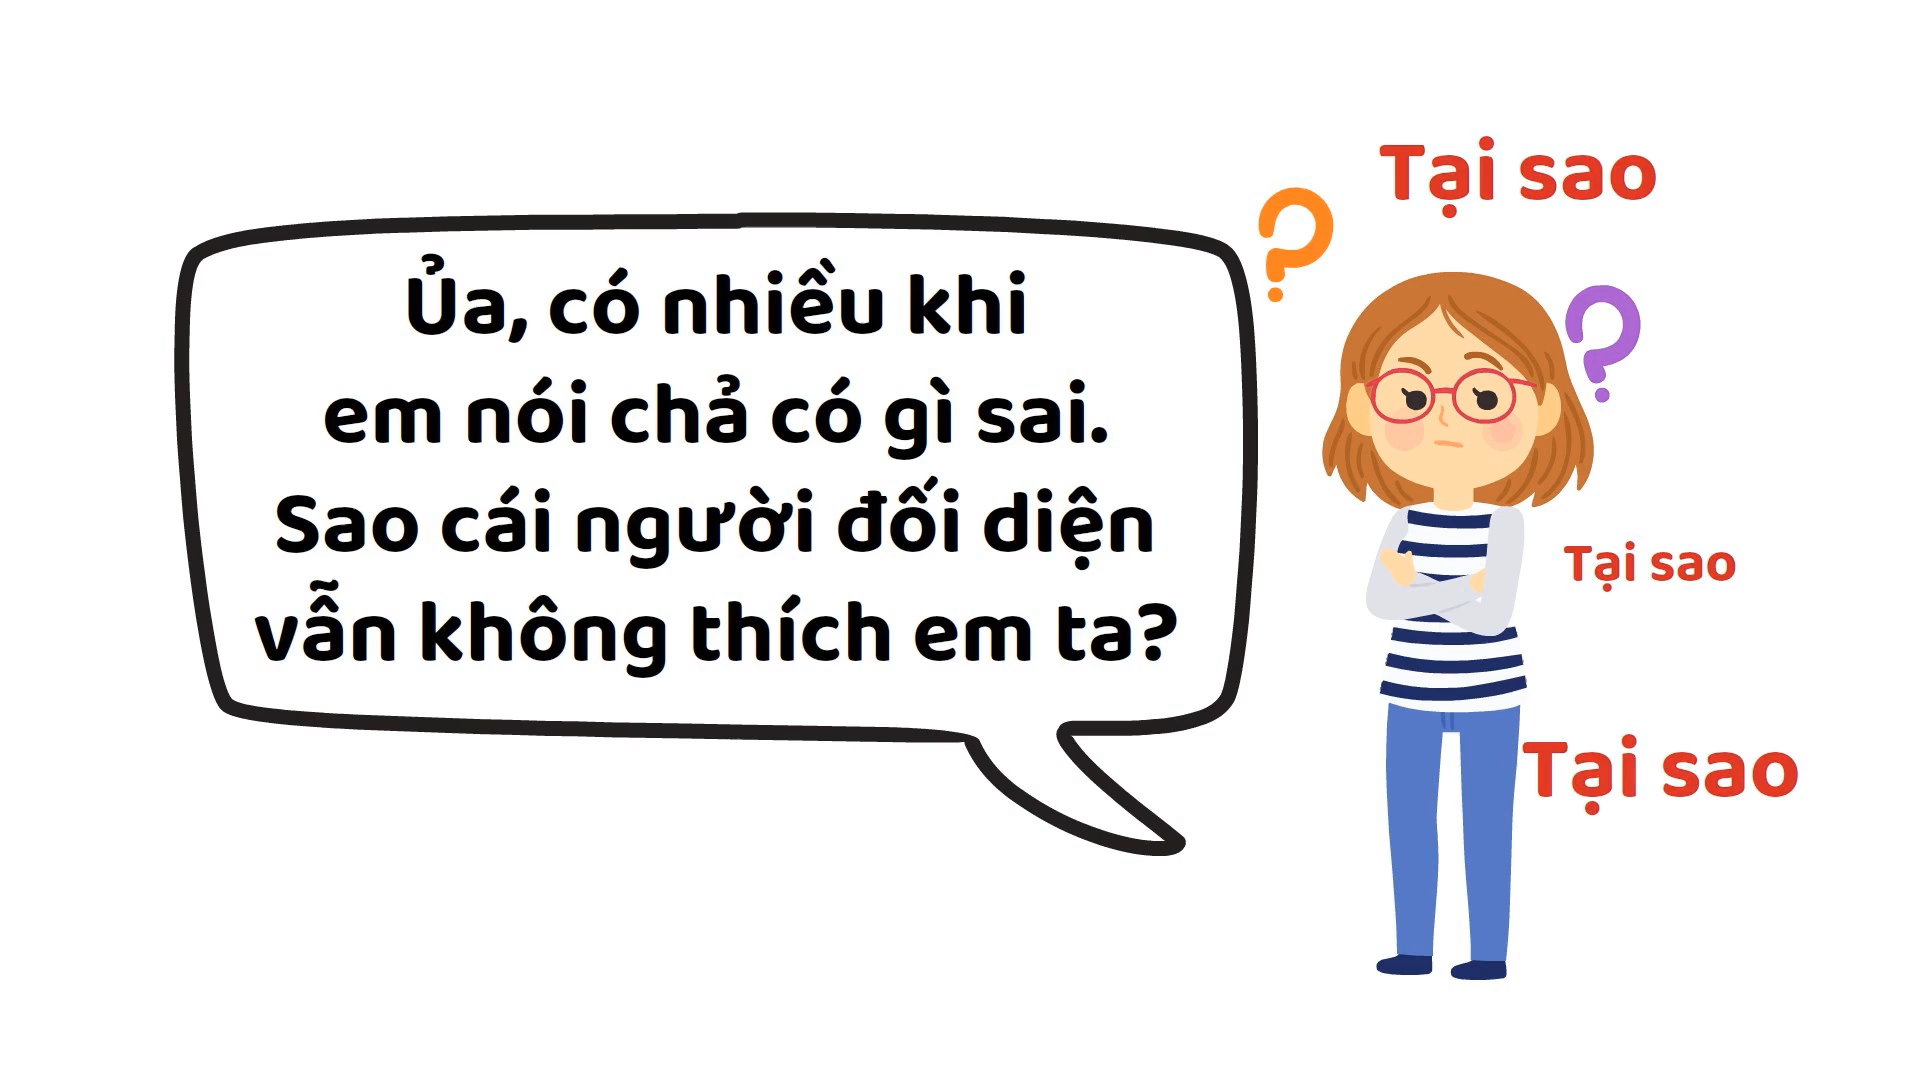 Tại sao
Ủa, có nhiều khi
em nói chả có gì sai.
Sao cái người đối diện
vẫn không thích em ta?
Tại sao
Tại sao